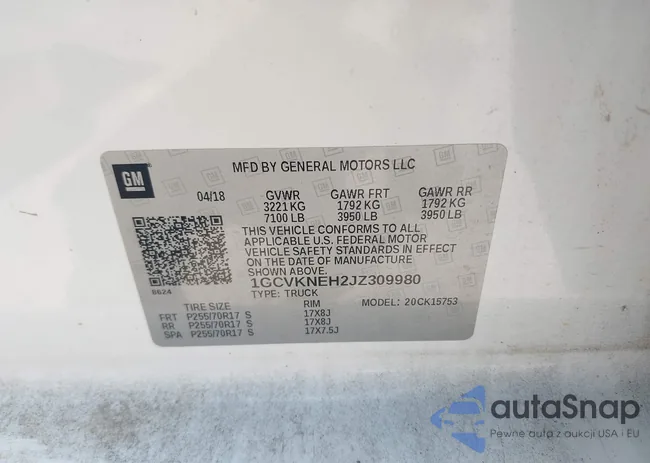 GM
MFD BY GENERAL MOTORS LLC
04/18 GVWR GAWR FRT GAWR RR
3221 KG 1792 KG 1792 KG
7100 LB 3950 LB 3950 LB
THIS VEHICLE CONFORMS TO ALL
APPLICABLE U.S. FEDERAL MOTOR
VEHICLE SAFETY STANDARDS IN EFFECT
ON THE DATE OF MANUFACTURE
SHOWN ABOVE.
1GCVKNEH2JZ309980
8624 TYPE: TRUCK MODEL: 20CK15753
TIRE SIZE RIM
FRT P255/70R17 S 17X8J
RR P255/70R17 S 17X8J
SPA P255/70R17 S 17X7.5J
autaSnap
Pewne auta z aukcji USA - EU